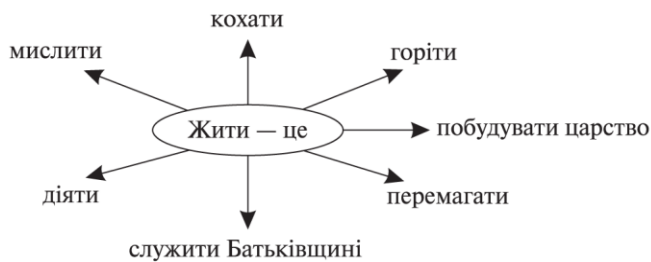 кохати
мислити
горіти
Жити — це
побудувати царство
діяти
перемагати
служити Батьківщині